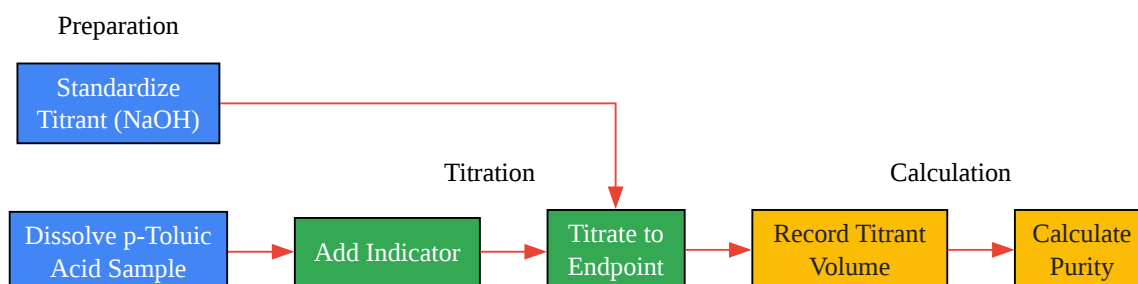 Preparation
Standardize
Titrant (NaOH)
Titration
Calculation
Dissolve p-Toluic
Acid Sample
Add Indicator
Titrate to
Endpoint
Record Titrant
Volume
Calculate
Purity